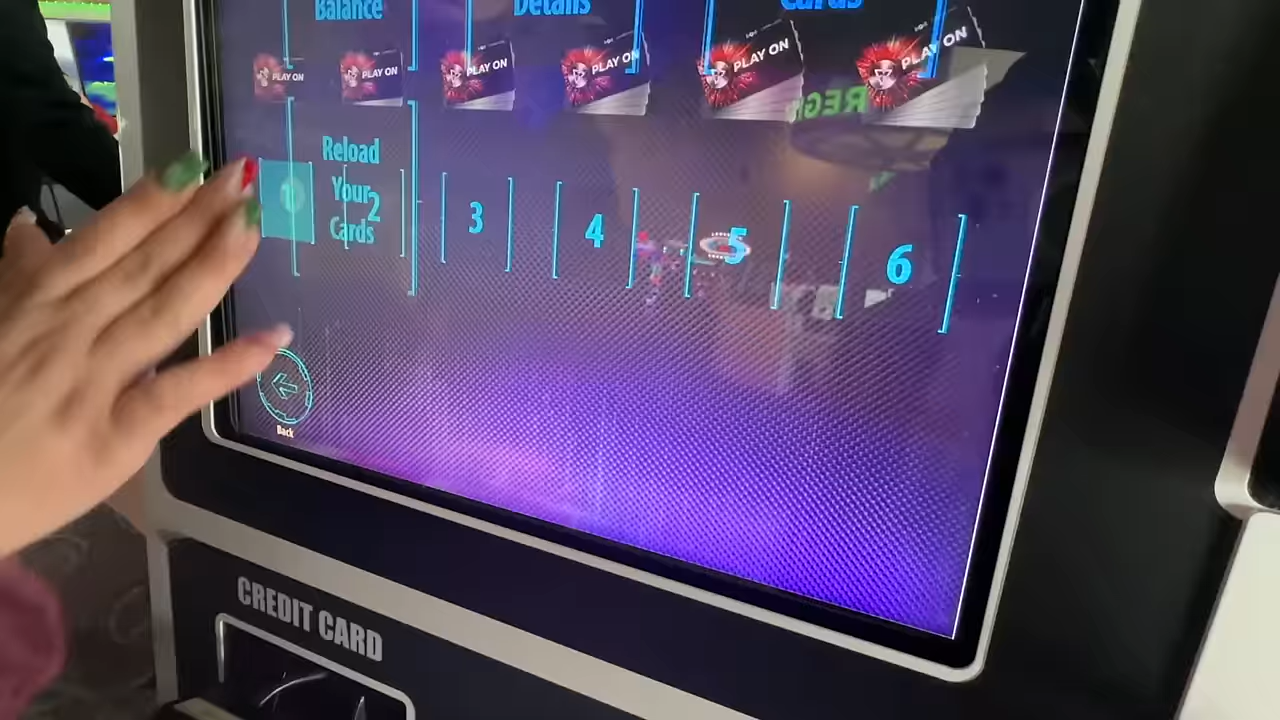 Balance
Details
Cards
PLAY ON
PLAY ON
PLAY ON
PLAY ON
PLAY ON
PLAY ON
Reload
Your
Cards
1
2
3
4
5
6
Back
CREDIT CARD